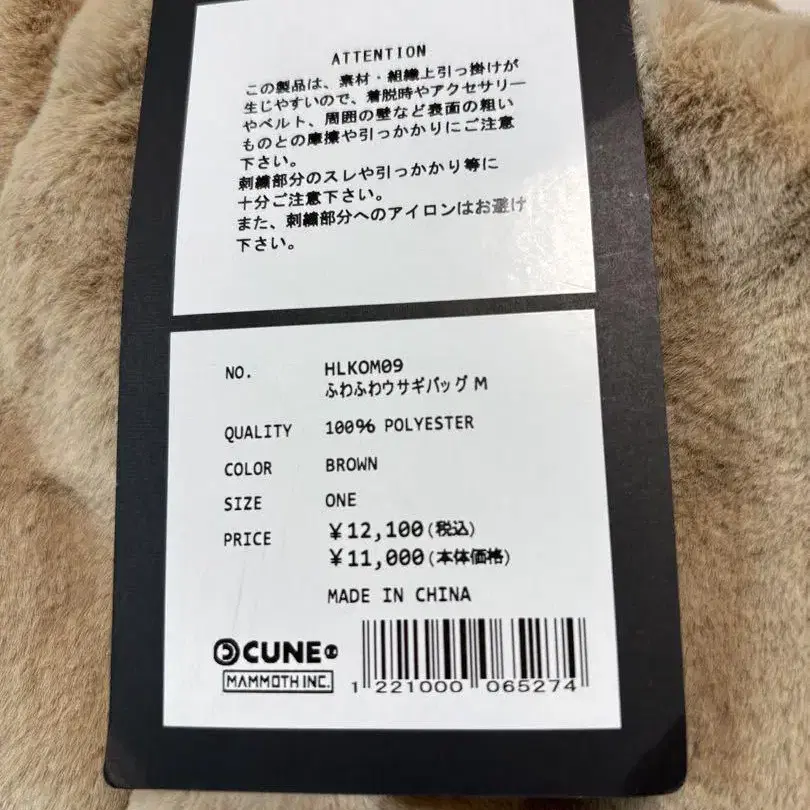 ATTENTION
この製品は、素材・組織上引っ掛けが
生じやすいので、着脱時やアクセサリー
やベルト、周囲の壁など表面の粗い
ものとの摩擦や引っかかりにご注意
下さい。
刺繍部分のスレや引っかかり等に
十分ご注意下さい。
また、刺繍部分へのアイロンはお避け
下さい。
NO. HLKOM09
ふわふわウサギバッグ M
QUALITY 100% POLYESTER
COLOR BROWN
SIZE ONE
PRICE ¥12,100(税込)
¥11,000(本体価格)
MADE IN CHINA
CUNE
MAMMOTH INC.
1 221000 065274